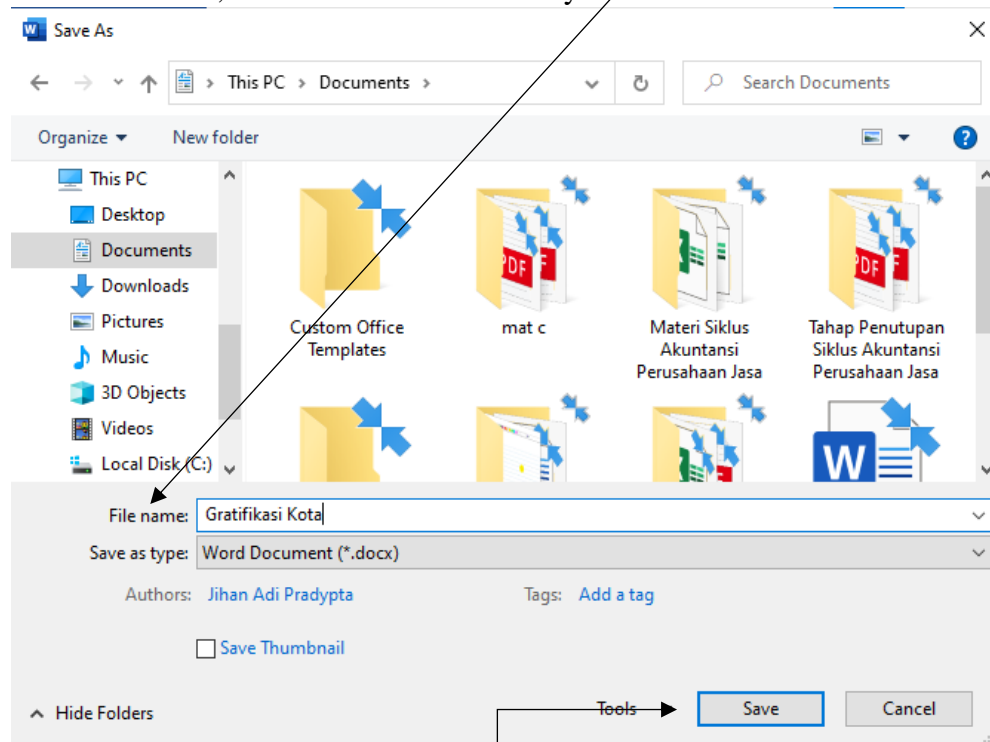 Save As
This PC > Documents >
Search Documents
Organize
New folder
This PC
Desktop
Documents
Downloads
Pictures
Music
3D Objects
Videos
Local Disk (C:)
Custom Office
Templates
mat c
Materi Siklus
Akuntansi
Perusahaan Jasa
Tahap Penutupan
Siklus Akuntansi
Perusahaan Jasa
File name: Gratifikasi Kota
Save as type: Word Document (*.docx)
Authors: Jihan Adi Pradypta
Tags: Add a tag
Save Thumbnail
Hide Folders
Tools
Save
Cancel